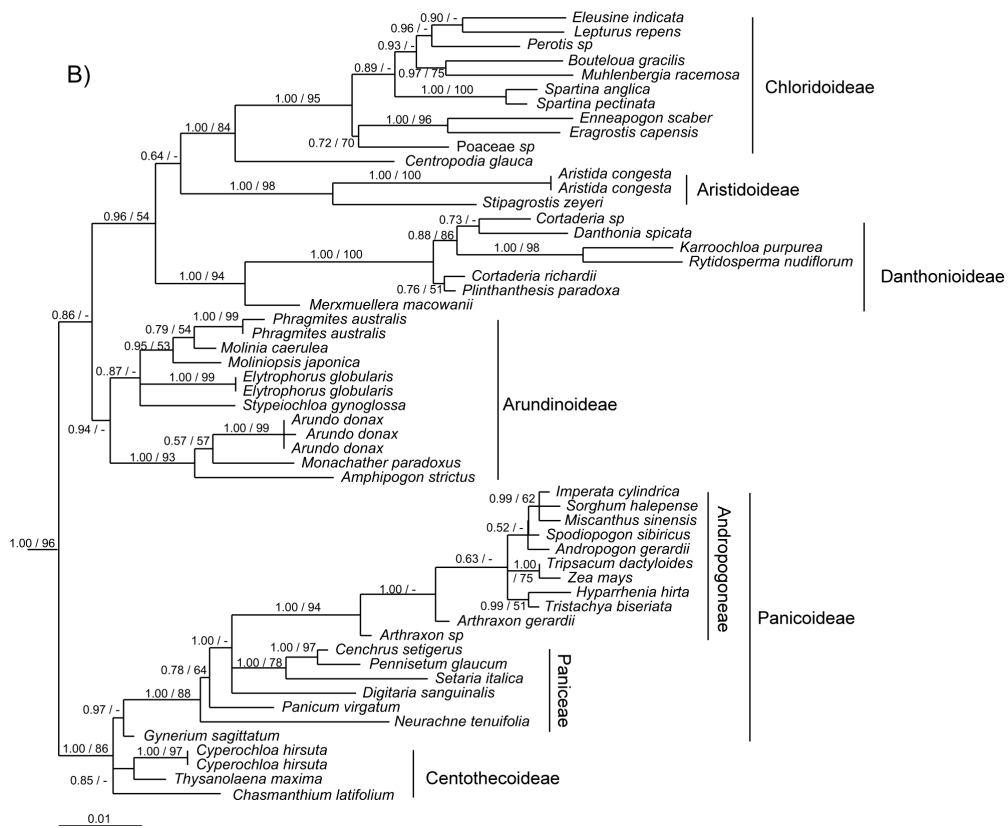 B)
0.90 / -
Eleusine indicata
0.96 / -
Lepturus repens
Perotis sp
0.93 / -
Bouteloua gracilis
0.97 / 75
Muhlenbergia racemosa
0.89 / -
Spartina anglica
1.00 / 100
Spartina pectinata
Chloridoideae
1.00 / 95
Enneapogon scaber
1.00 / 96
Eragrostis capensis
0.72 / 70
Poaceae sp
1.00 / 84
Centropodia glauca
0.64 / -
Aristida congesta
1.00 / 100
Aristida congesta
1.00 / 98
Stipagrostis zeyeri
Aristidoideae
0.96 / 54
Cortaderia sp
0.73 / -
Danthonia spicata
0.88 / 86
Karroochloa purpurea
1.00 / 98
Rytidosperma nudiflorum
1.00 / 100
Cortaderia richardii
0.76 / 51
Plinthanthesis paradoxa
1.00 / 94
Merxmuellera macowanii
Danthonioideae
0.86 / -
Phragmites australis
1.00 / 99
Phragmites australis
0.79 / 54
Molinia caerulea
0.95 / 53
Moliniopsis japonica
0..87 / -
Elytrophorus globularis
1.00 / 99
Elytrophorus globularis
Stypeiochloa gynoglossa
Arundinoideae
0.94 / -
Arundo donax
1.00 / 99
Arundo donax
0.57 / 57
Arundo donax
1.00 / 93
Monachather paradoxus
Amphipogon strictus
Imperata cylindrica
0.99 / 62
Sorghum halepense
Miscanthus sinensis
0.52 / -
Spodiopogon sibiricus
Andropogon gerardii
1.00 / 96
0.63 / -
Tripsacum dactyloides
1.00
/ 75
Zea mays
1.00 / -
Hyparrhenia hirta
0.99 / 51
Tristachya biseriata
1.00 / 94
Arthraxon gerardii
Arthraxon sp
Andropogoneae
Panicoideae
1.00 / -
Cenchrus setigerus
1.00 / 97
Pennisetum glaucum
1.00 / 78
Setaria italica
0.78 / 64
Digitaria sanguinalis
Paniceae
1.00 / 88
Panicum virgatum
Neurachne tenuifolia
0.97 / -
Gynerium sagittatum
1.00 / 86
Cyperochloa hirsuta
1.00 / 97
Cyperochloa hirsuta
Thysanolaena maxima
0.85 / -
Chasmanthium latifolium
Centothecoideae
0.01